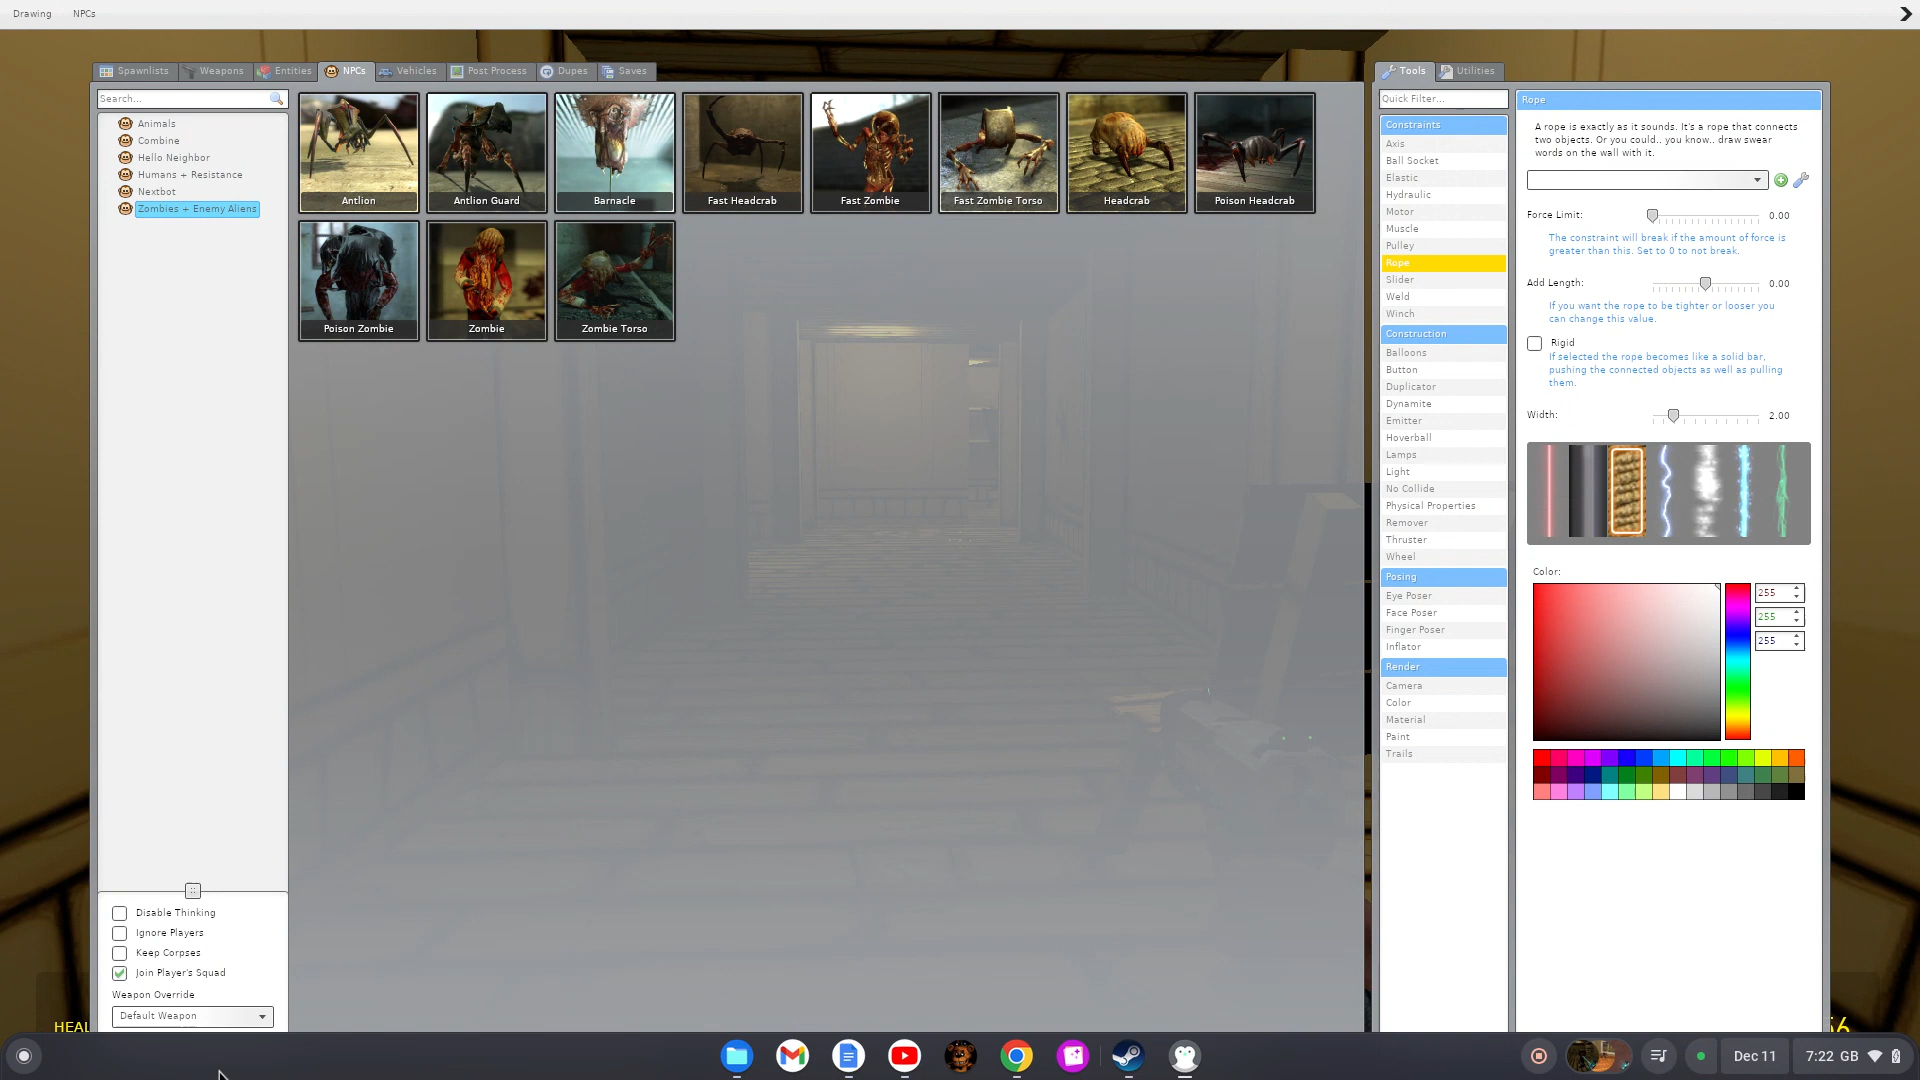 Drawing NPCs
Spawnlists Weapons Entities NPCs Vehicles Post Process Dupes Saves
Search...
Animals
Combine
Hello Neighbor
Humans + Resistance
Nextbot
Zombies + Enemy Aliens
Antlion
Antlion Guard
Barnacle
Fast Headcrab
Fast Zombie
Fast Zombie Torso
Headcrab
Poison Headcrab
Poison Zombie
Zombie
Zombie Torso
Disable Thinking
Ignore Players
Keep Corpses
Join Player's Squad
Weapon Override
Default Weapon
HEAL
Tools Utilities
Quick Filter...
Constraints
Axis
Ball Socket
Elastic
Hydraulic
Motor
Muscle
Pulley
Rope
Slider
Weld
Winch
Construction
Balloons
Button
Duplicator
Dynamite
Emitter
Hoverball
Lamps
Light
No Collide
Physical Properties
Remover
Thruster
Wheel
Posing
Eye Poser
Face Poser
Finger Poser
Inflator
Render
Camera
Color
Material
Paint
Trails
Rope
A rope is exactly as it sounds. It's a rope that connects
two objects. Or you could.. you know.. draw swear
words on the wall with it.
Force Limit: 0.00
The constraint will break if the amount of force is
greater than this. Set to 0 to not break.
Add Length: 0.00
If you want the rope to be tighter or looser you
can change this value.
Rigid
If selected the rope becomes like a solid bar,
pushing the connected objects as well as pulling
them.
Width: 2.00
Color:
255
255
255
Dec 11
7:22 GB